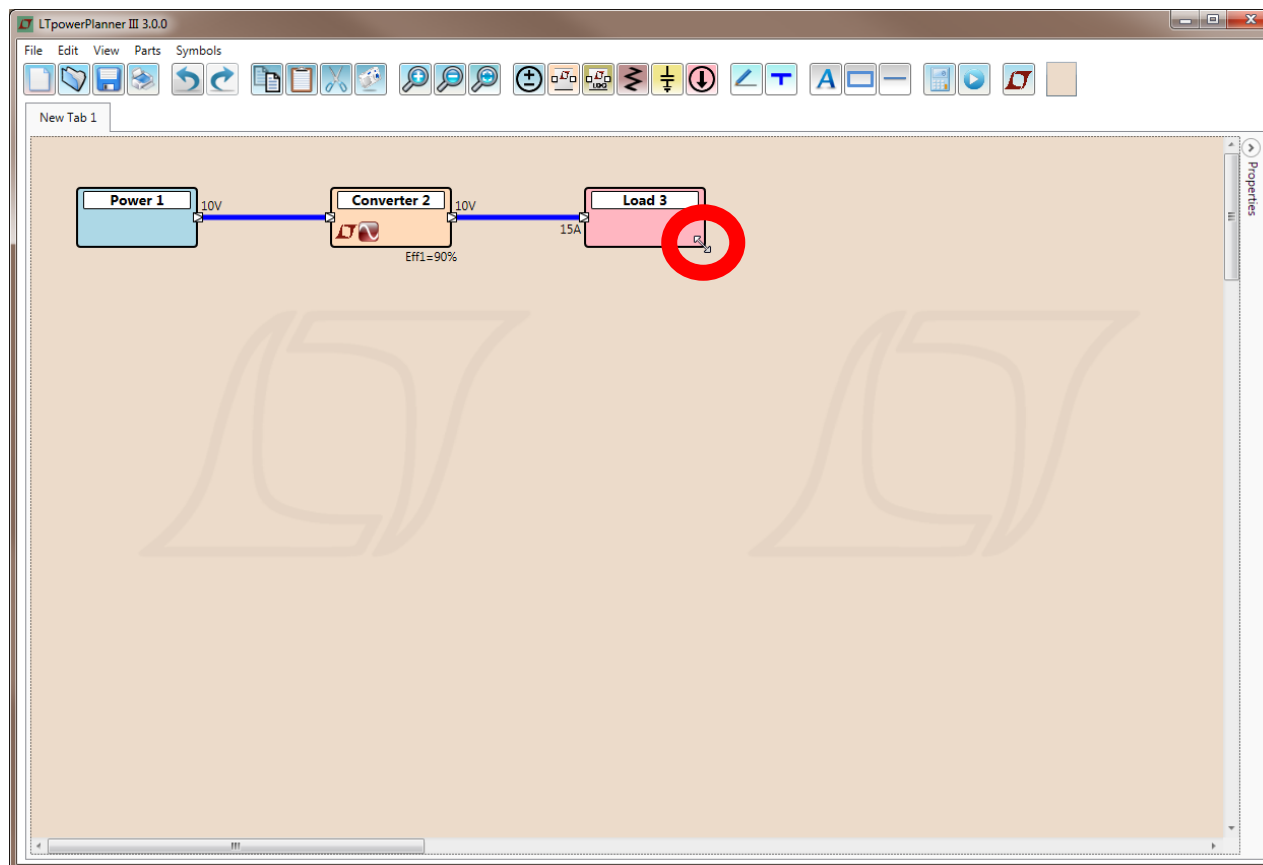 LTpowerPlanner III 3.0.0
File Edit View Parts Symbols
A
New Tab 1
Properties
Power 1
10V
Converter 2
10V
Load 3
15A
Eff1=90%